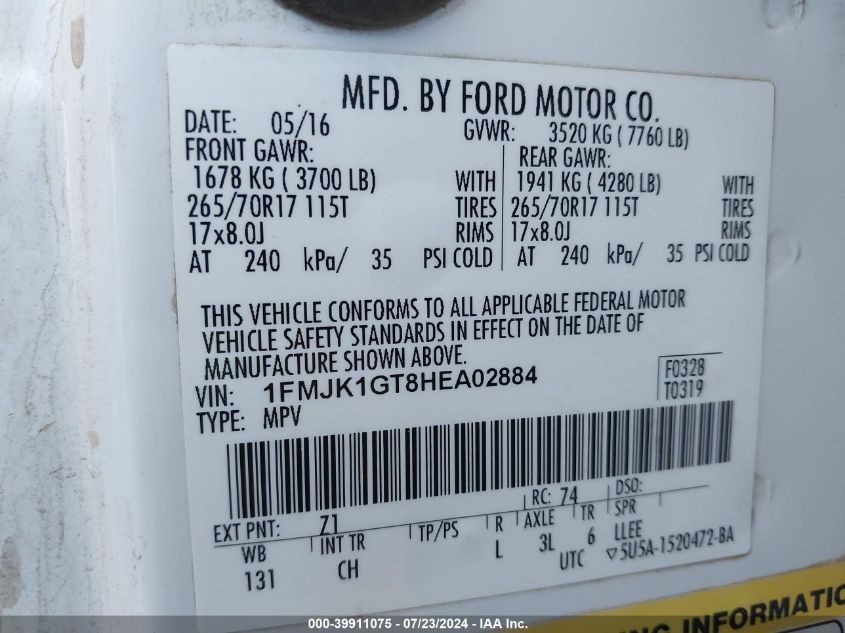 MFD. BY FORD MOTOR CO.
DATE: 05/16 GVWR: 3520 KG ( 7760 LB)
FRONT GAWR: REAR GAWR:
1678 KG ( 3700 LB) WITH 1941 KG ( 4280 LB) WITH
265/70R17 115T TIRES 265/70R17 115T TIRES
17x8.0J RIMS 17x8.0J RIMS
AT 240 kPa/ 35 PSI COLD AT 240 kPa/ 35 PSI COLD
THIS VEHICLE CONFORMS TO ALL APPLICABLE FEDERAL MOTOR
VEHICLE SAFETY STANDARDS IN EFFECT ON THE DATE OF
MANUFACTURE SHOWN ABOVE.
VIN: 1FMJK1GT8HEA02884 F0328
TYPE: MPV T0319
EXT PNT: Z1 RC: 74 DSO:
WB INT TR TP/PS R AXLE TR SPR
131 CH L 3L 6 LLEE
UTC ▽5U5A-1520472-BA
NG INFORMATION
000-39911075 - 07/23/2024 - IAA Inc.